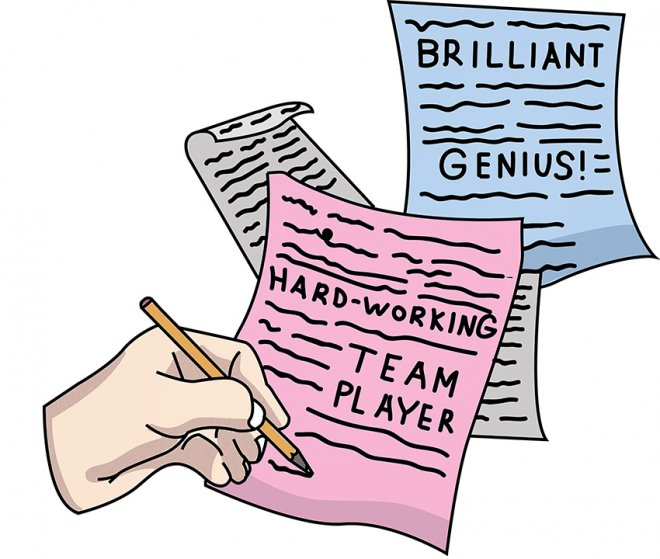 BRILLIANT
GENIUS!
HARD-WORKING
TEAM
PLAYER